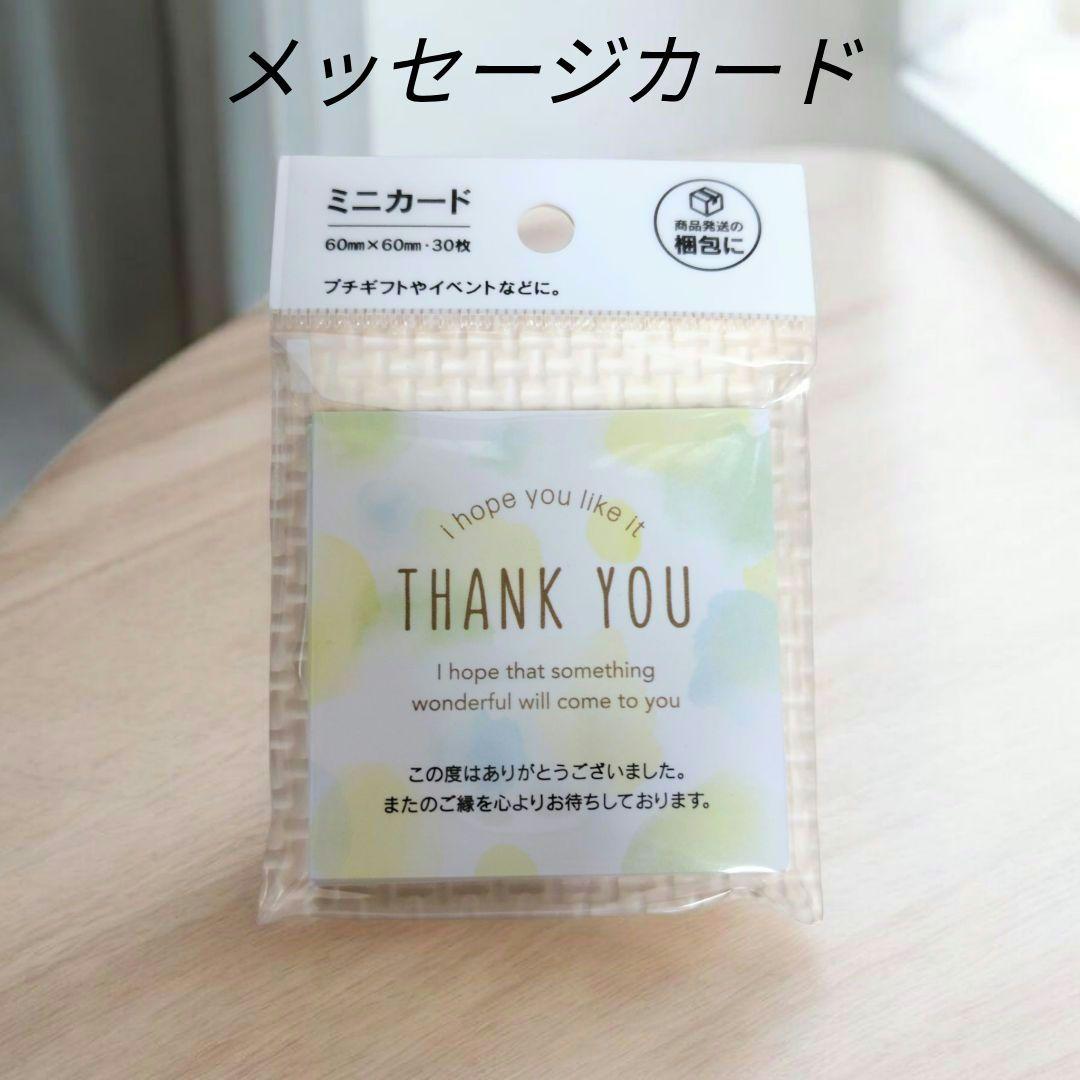 メッセージカード
ミニカード
60mm×60mm・30枚
プチギフトやイベントなどに。
商品発送の
梱包に
i hope you like it
THANK YOU
I hope that something
wonderful will come to you
この度はありがとうございました。
またのご縁を心よりお待ちしております。